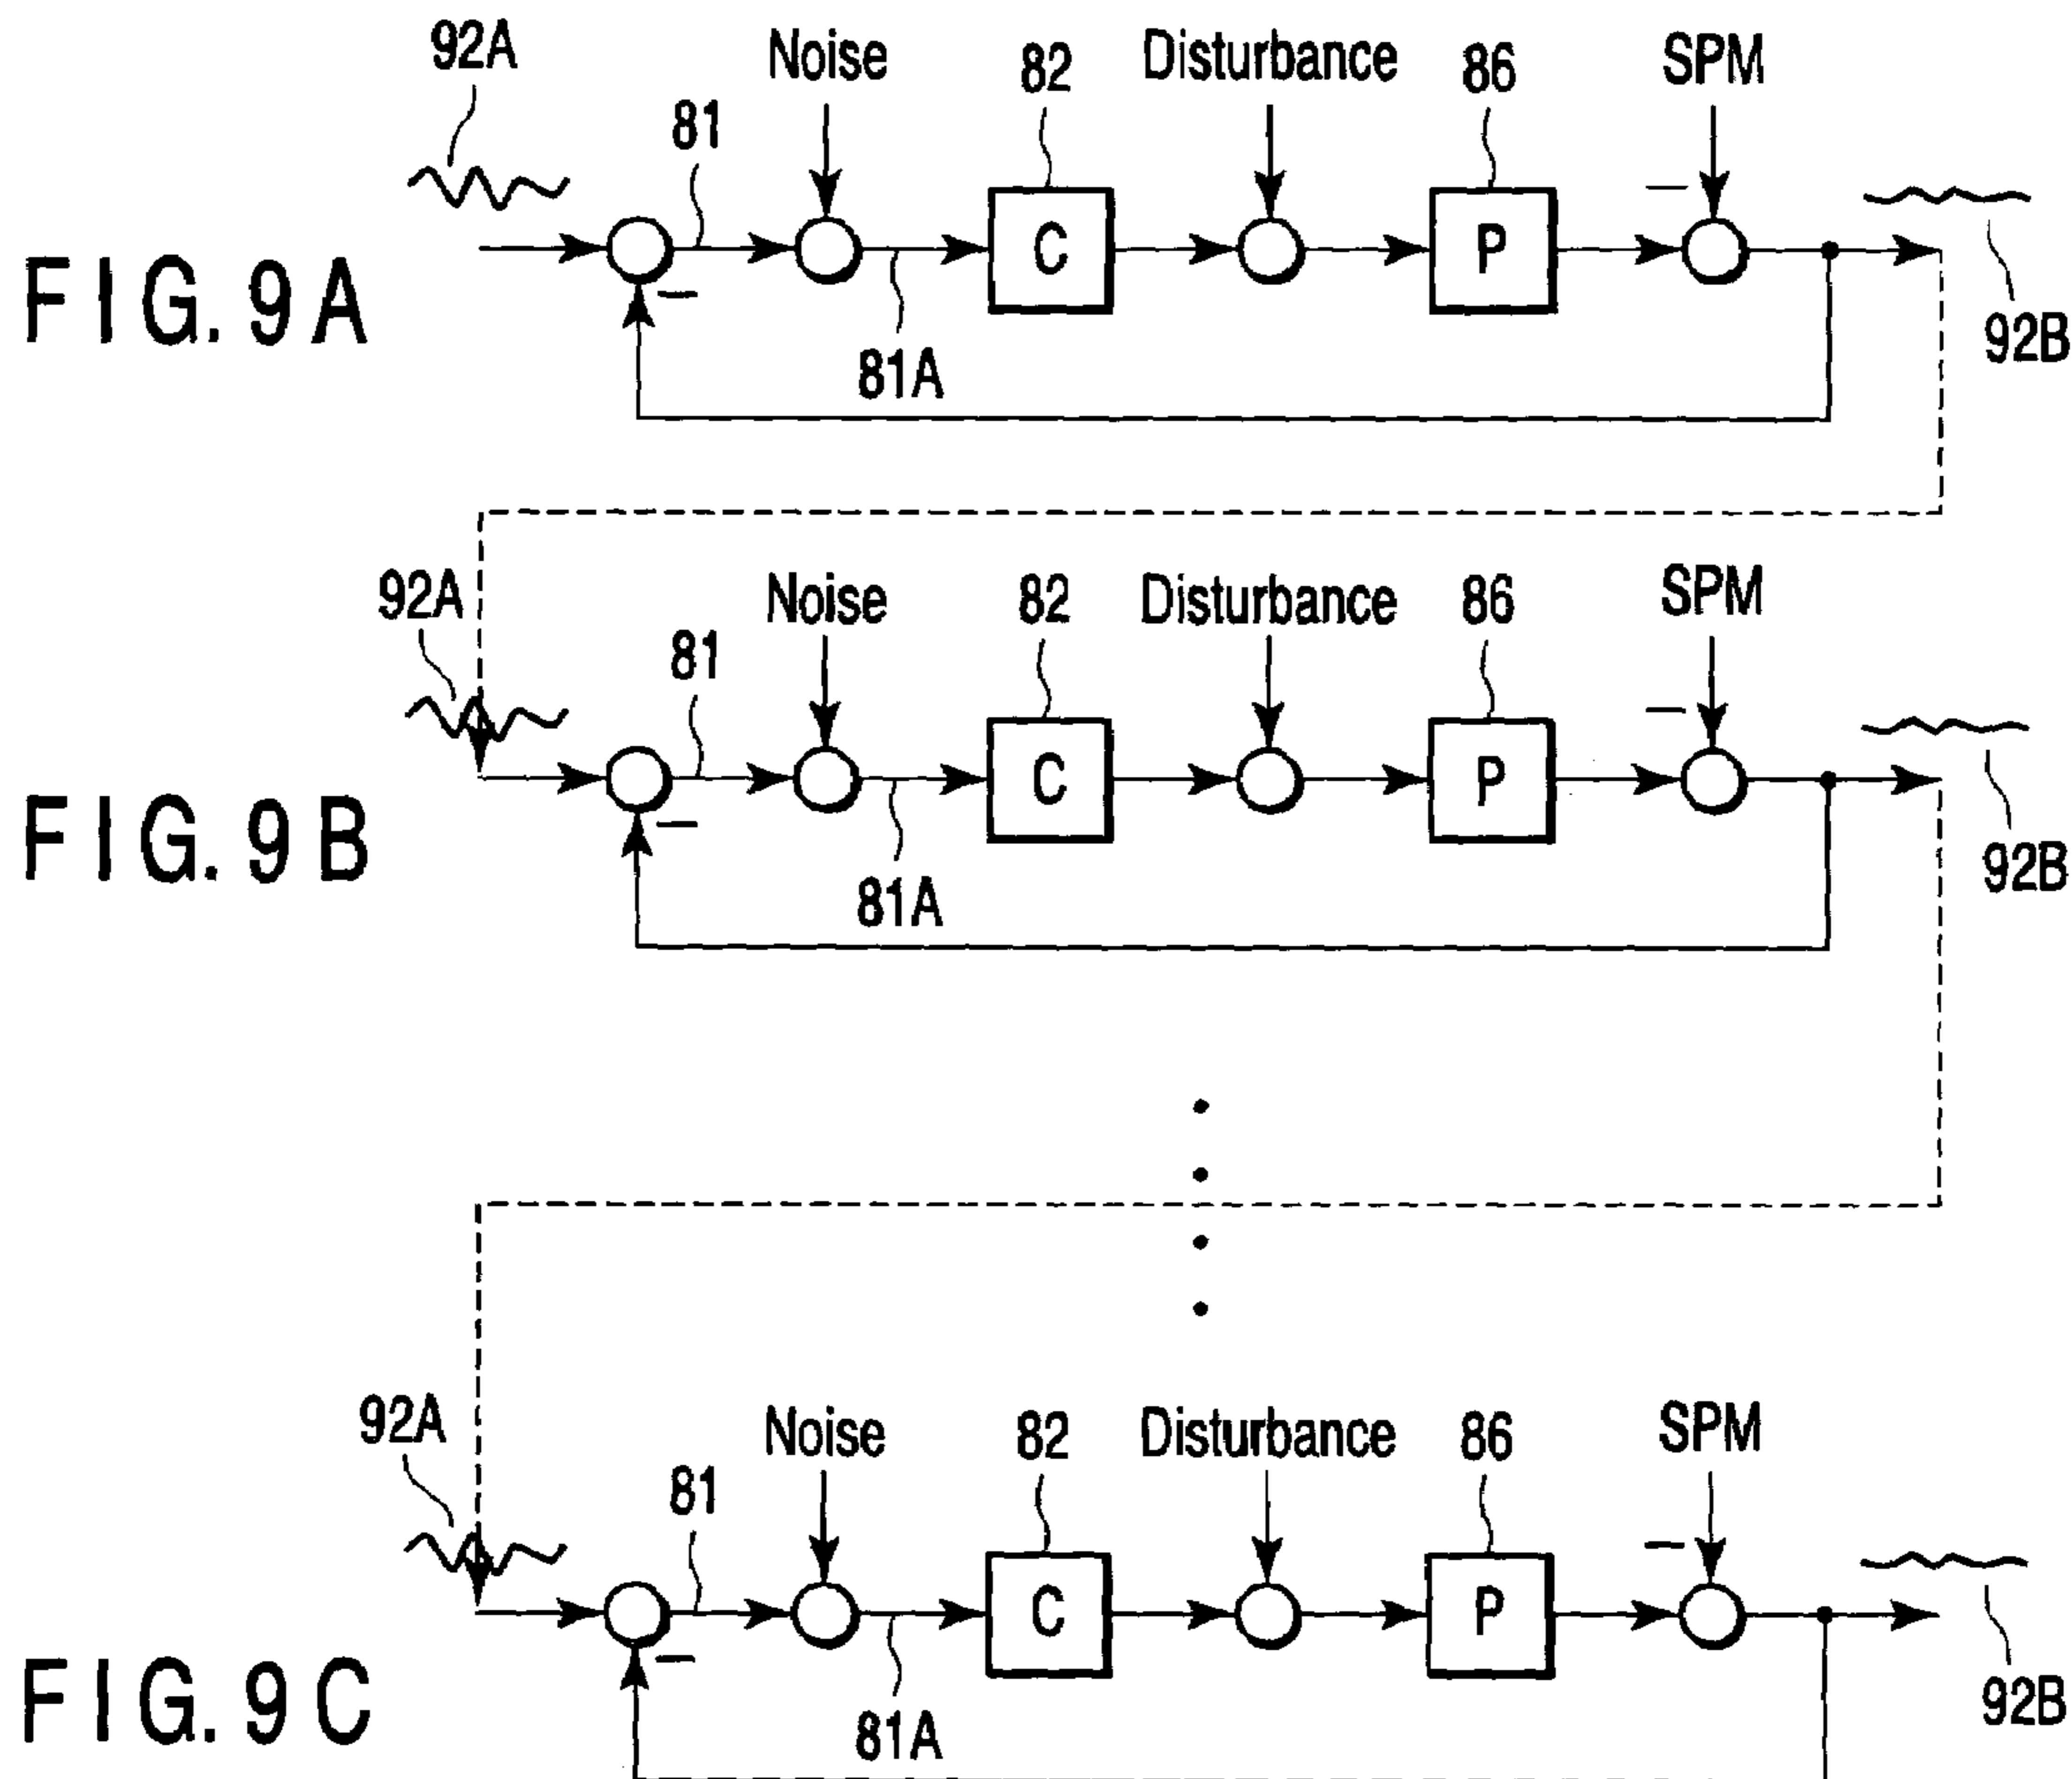 92A
Noise
82
Disturbance
86
SPM
81
C
P
FIG. 9A
81A
92B
92A
Noise
82
Disturbance
86
SPM
81
C
P
FIG. 9B
81A
92B
92A
Noise
82
Disturbance
86
SPM
81
C
P
FIG. 9C
81A
92B